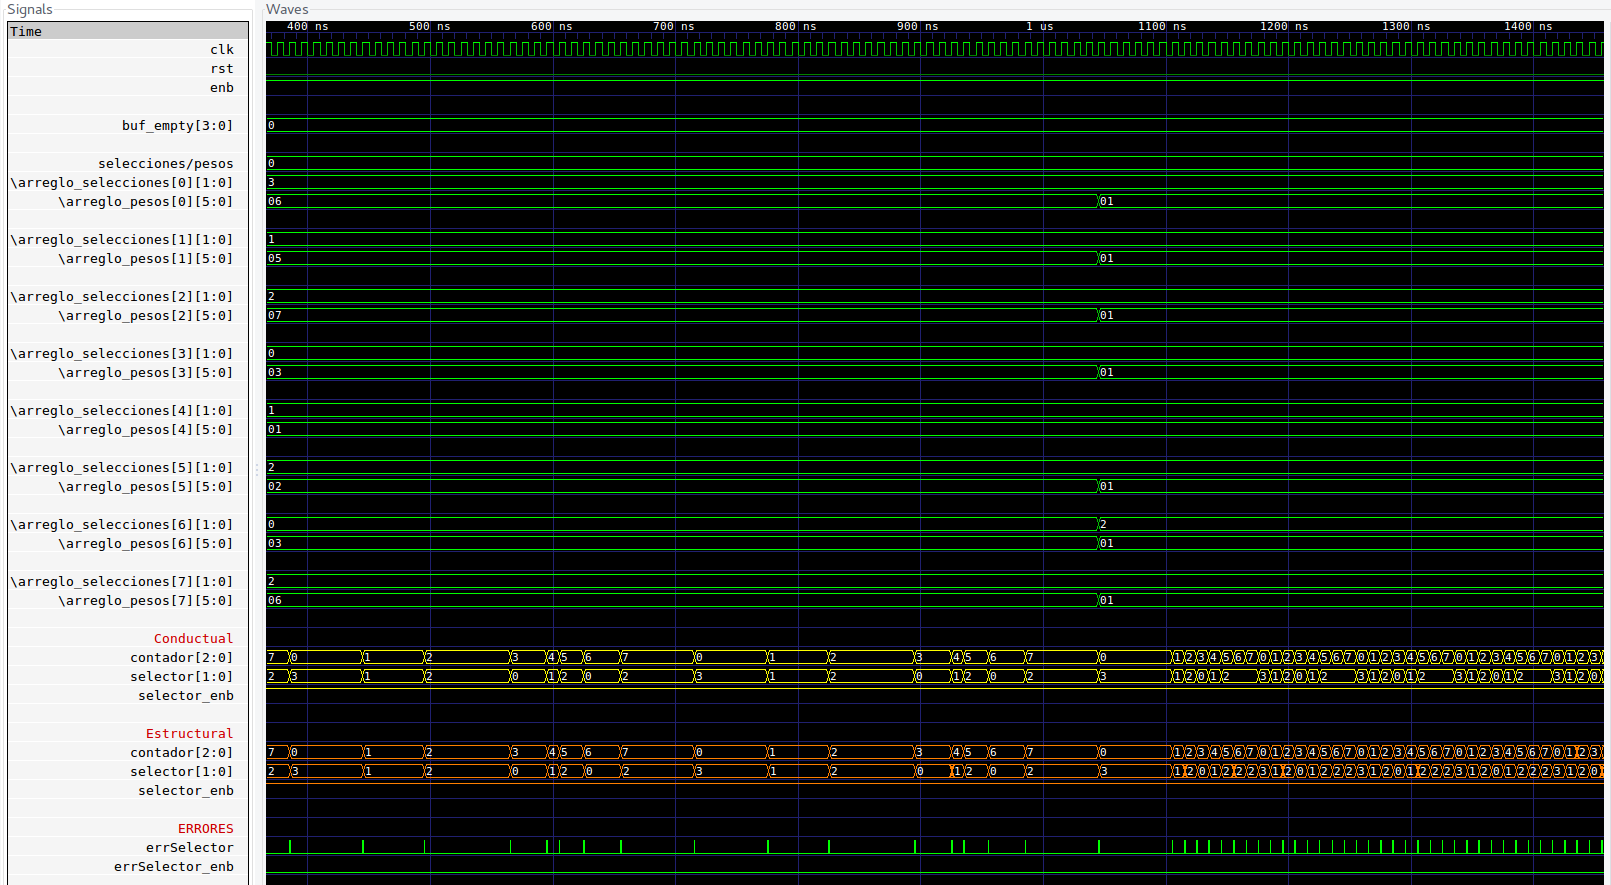 Signals Waves
Time 400 ns 500 ns 600 ns 700 ns 800 ns 900 ns 1 us 1100 ns 1200 ns 1300 ns 1400 ns
clk
rst
enb
buf_empty[3:0] 0
selecciones/pesos 0
\arreglo_selecciones[0][1:0] 3
\arreglo_pesos[0][5:0] 06 01
\arreglo_selecciones[1][1:0] 1
\arreglo_pesos[1][5:0] 05 01
\arreglo_selecciones[2][1:0] 2
\arreglo_pesos[2][5:0] 07 01
\arreglo_selecciones[3][1:0] 0
\arreglo_pesos[3][5:0] 03 01
\arreglo_selecciones[4][1:0] 1
\arreglo_pesos[4][5:0] 01
\arreglo_selecciones[5][1:0] 2
\arreglo_pesos[5][5:0] 02 01
\arreglo_selecciones[6][1:0] 0 2
\arreglo_pesos[6][5:0] 03 01
\arreglo_selecciones[7][1:0] 2
\arreglo_pesos[7][5:0] 06 01
Conductual
contador[2:0] 7 0 1 2 3 4 5 6 7 0 1 2 3 4 5 6 7 0 1 2 3 4 5 6 7 0 1 2 3 4 5 6 7 0 1 2 3 4 5 6 7 0 1 2 3 4 5 6 7 0 1 2 3
selector[1:0] 2 3 1 2 0 1 2 0 2 3 1 2 0 1 2 0 2 3 1 2 0 1 2 3 1 2 0 1 2 3 1 2 0 1 2 3 1 2 0 1 2 3 1 2 0
selector_enb
Estructural
contador[2:0] 7 0 1 2 3 4 5 6 7 0 1 2 3 4 5 6 7 0 1 2 3 4 5 6 7 0 1 2 3 4 5 6 7 0 1 2 3 4 5 6 7 0 1 2 3 4 5 6 7 0 1 2 3
selector[1:0] 2 3 1 2 0 1 2 0 2 3 1 2 0 1 2 0 2 3 1 2 0 1 2 2 2 3 1 2 0 1 2 2 2 3 1 2 0 1 2 2 2 3 1 2 0 1 2 2 2 3 1 2 0
selector_enb
ERRORES
errSelector
errSelector_enb